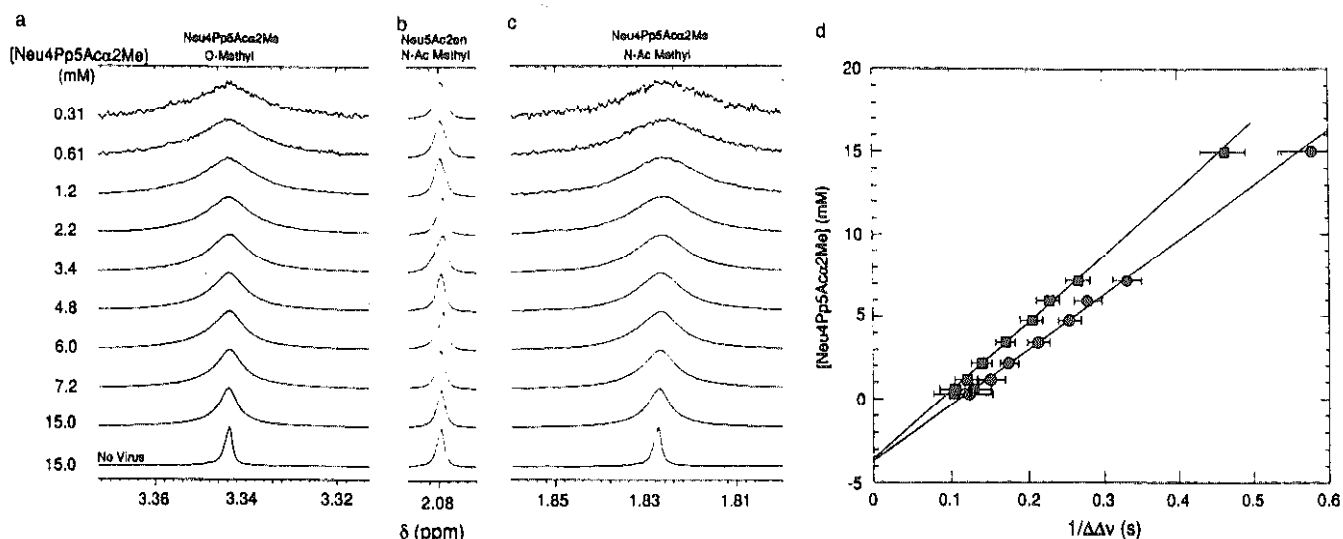 a
Neu4Pp5Acα2Me
O-Methyl
b
Neu5Ac2en
N-Ac Methyl
c
Neu4Pp5Acα2Me
N-Ac Methyl
d
[Neu4Pp5Acα2Me]
(mM)
0.31
0.61
1.2
2.2
3.4
4.8
6.0
7.2
15.0
15.0
No Virus
3.36
3.34
3.32
2.08
1.85
1.83
1.81
δ (ppm)
[Neu4Pp5Acα2Me] (mM)
20
15
10
5
0
-5
0
0.1
0.2
0.3
0.4
0.5
0.6
1/ΔΔν (s)